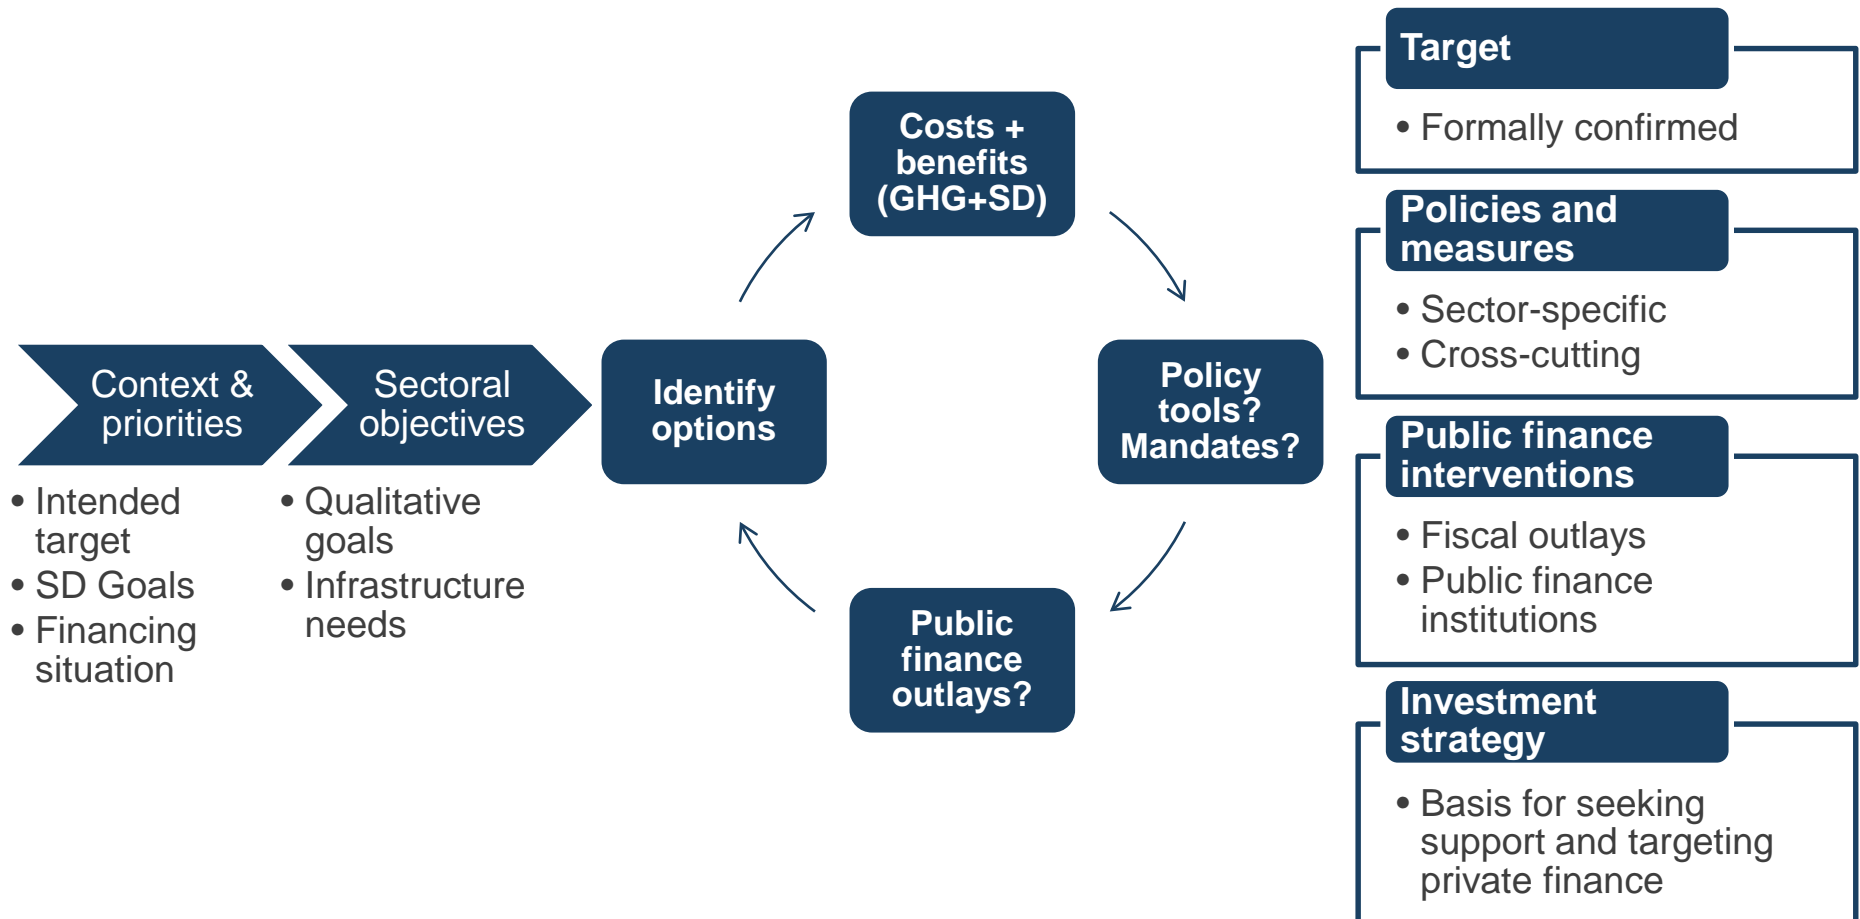 Context &
priorities
• Intended
target
• SD Goals
• Financing
situation
Sectoral
objectives
• Qualitative
goals
• Infrastructure
needs
Identify
options
Costs +
benefits
(GHG+SD)
Policy
tools?
Mandates?
Public
finance
outlays?
Target
• Formally confirmed
Policies and
measures
• Sector-specific
• Cross-cutting
Public finance
interventions
• Fiscal outlays
• Public finance
institutions
Investment
strategy
• Basis for seeking
support and targeting
private finance